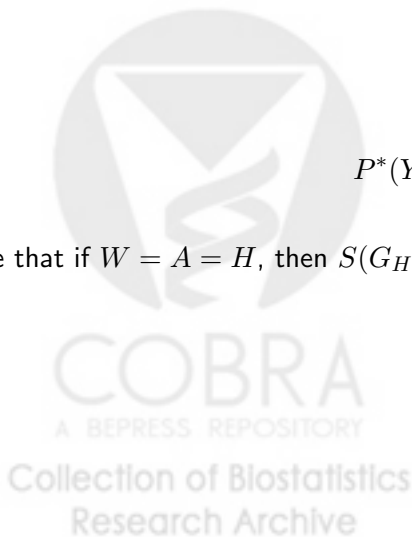 P*(Y
e that if W = A = H, then S(G_H
COBRA
A BEPRESS REPOSITORY
Collection of Biostatistics
Research Archive